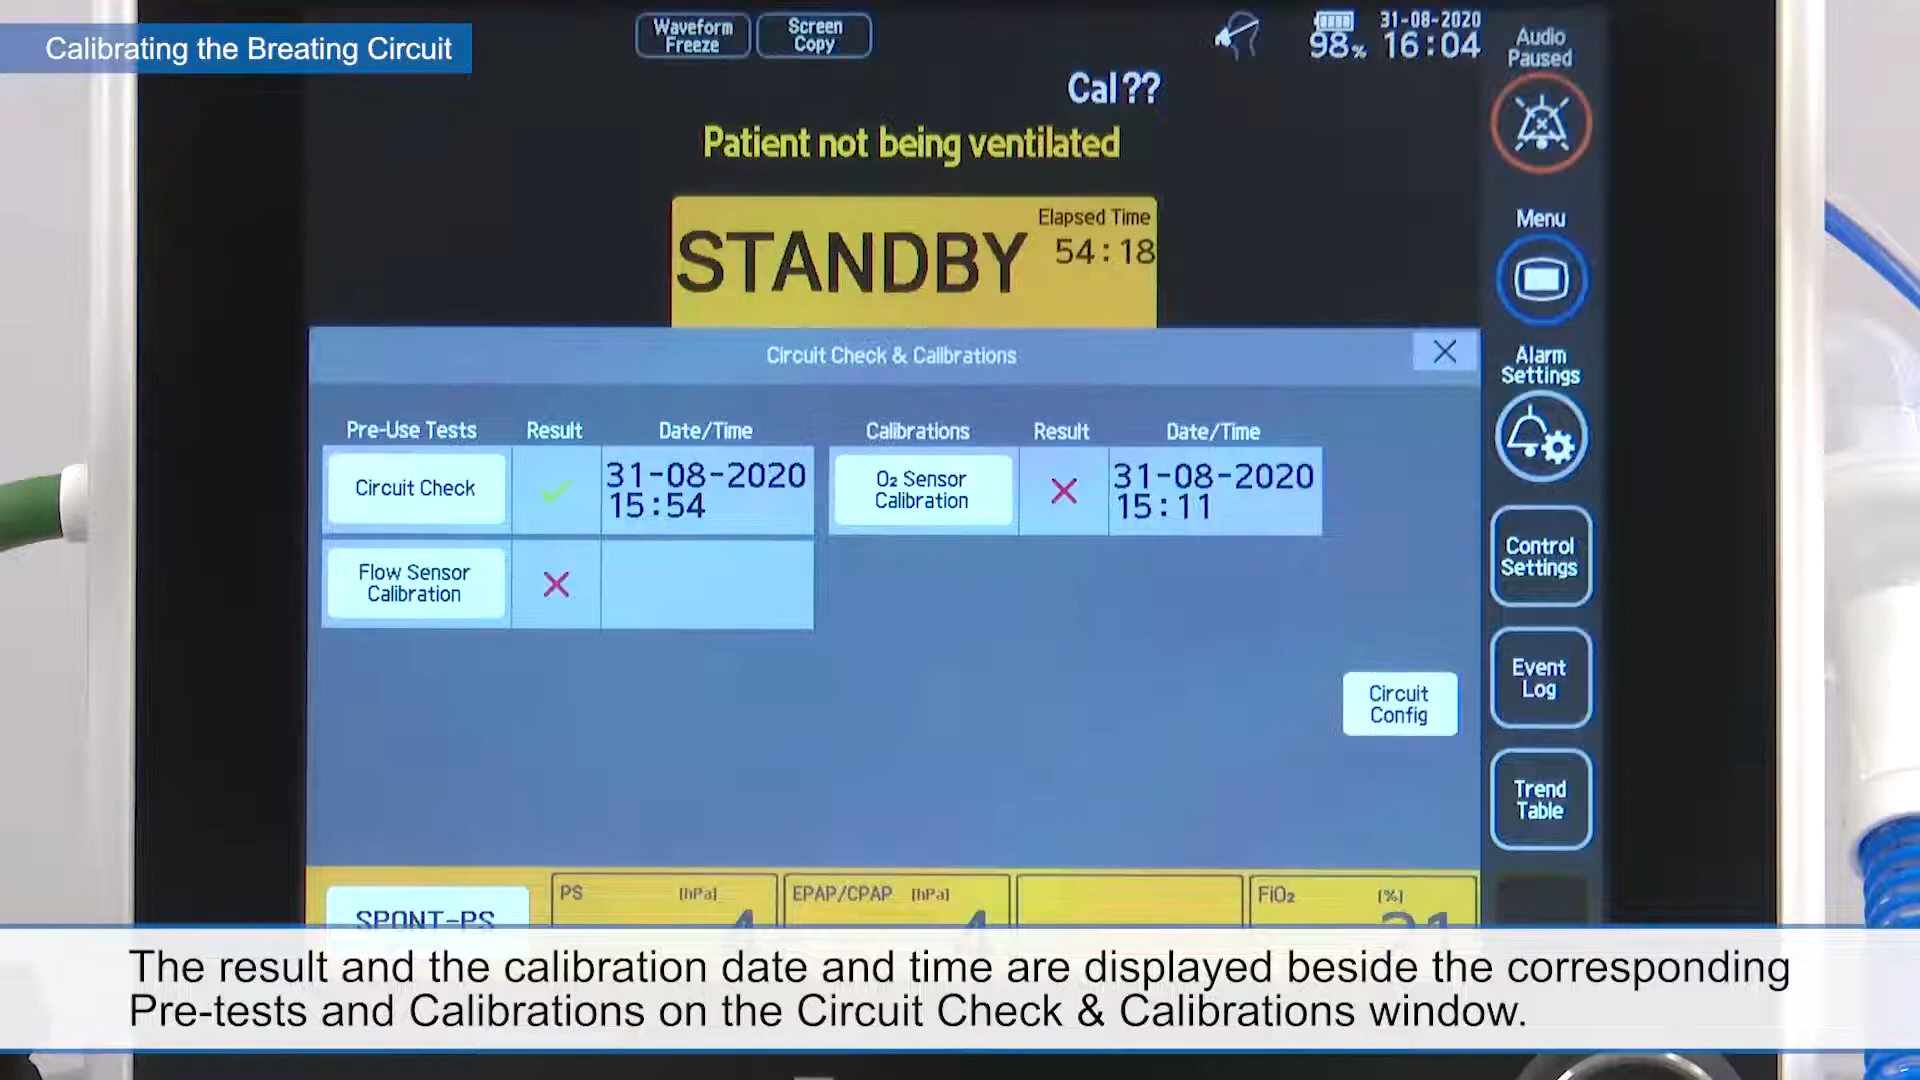 Calibrating the Breating Circuit
Waveform
Freeze
Screen
Copy
98%
31-08-2020
16:04
Audio
Paused
Cal??
Patient not being ventilated
STANDBY
Elapsed Time
54:18
Menu
Circuit Check & Calibrations
Alarm
Settings
Pre-Use Tests
Result
Date/Time
Calibrations
Result
Date/Time
Circuit Check
31-08-2020
15:54
O₂ Sensor
Calibration
31-08-2020
15:11
Flow Sensor
Calibration
Control
Settings
Circuit
Config
Event
Log
Trend
Table
SPONT-PS
PS [hPa]
4
EPAP/CPAP [hPa]
4
FiO₂ [%]
21
The result and the calibration date and time are displayed beside the corresponding
Pre-tests and Calibrations on the Circuit Check & Calibrations window.